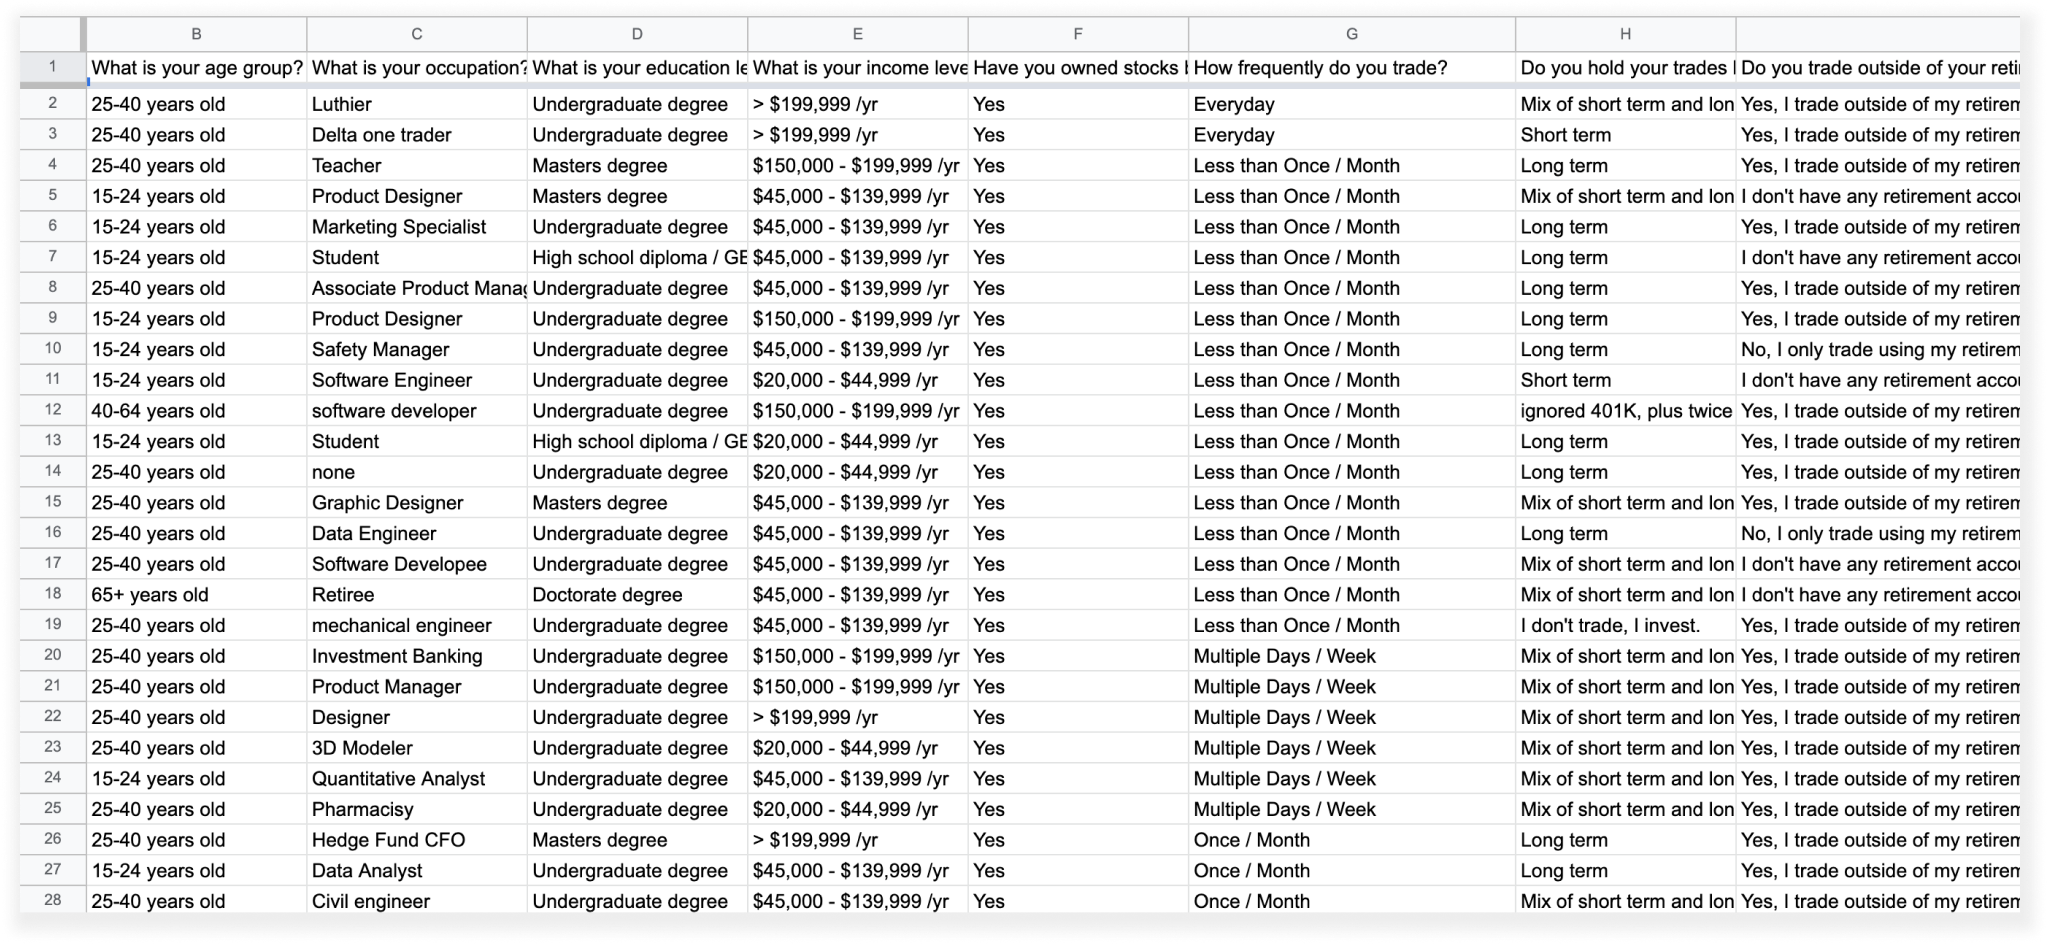 B C D E F G H
1 What is your age group? What is your occupation? What is your education le What is your income leve Have you owned stocks How frequently do you trade? Do you hold your trades Do you trade outside of your reti
2 25-40 years old Luthier Undergraduate degree > $199,999 /yr Yes Everyday Mix of short term and lon Yes, I trade outside of my retirem
3 25-40 years old Delta one trader Undergraduate degree > $199,999 /yr Yes Everyday Short term Yes, I trade outside of my retirem
4 25-40 years old Teacher Masters degree $150,000 - $199,999 /yr Yes Less than Once / Month Long term Yes, I trade outside of my retirem
5 15-24 years old Product Designer Masters degree $45,000 - $139,999 /yr Yes Less than Once / Month Mix of short term and lon I don't have any retirement acco
6 15-24 years old Marketing Specialist Undergraduate degree $45,000 - $139,999 /yr Yes Less than Once / Month Long term Yes, I trade outside of my retirem
7 15-24 years old Student High school diploma / GE $45,000 - $139,999 /yr Yes Less than Once / Month Long term I don't have any retirement acco
8 25-40 years old Associate Product Manag Undergraduate degree $45,000 - $139,999 /yr Yes Less than Once / Month Long term Yes, I trade outside of my retirem
9 15-24 years old Product Designer Undergraduate degree $150,000 - $199,999 /yr Yes Less than Once / Month Long term Yes, I trade outside of my retirem
10 15-24 years old Safety Manager Undergraduate degree $45,000 - $139,999 /yr Yes Less than Once / Month Long term No, I only trade using my retirem
11 15-24 years old Software Engineer Undergraduate degree $20,000 - $44,999 /yr Yes Less than Once / Month Short term I don't have any retirement acco
12 40-64 years old software developer Undergraduate degree $150,000 - $199,999 /yr Yes Less than Once / Month ignored 401K, plus twice Yes, I trade outside of my retirem
13 15-24 years old Student High school diploma / GE $20,000 - $44,999 /yr Yes Less than Once / Month Long term Yes, I trade outside of my retirem
14 25-40 years old none Undergraduate degree $20,000 - $44,999 /yr Yes Less than Once / Month Long term Yes, I trade outside of my retirem
15 25-40 years old Graphic Designer Masters degree $45,000 - $139,999 /yr Yes Less than Once / Month Mix of short term and lon Yes, I trade outside of my retirem
16 25-40 years old Data Engineer Undergraduate degree $45,000 - $139,999 /yr Yes Less than Once / Month Long term No, I only trade using my retirem
17 25-40 years old Software Developee Undergraduate degree $45,000 - $139,999 /yr Yes Less than Once / Month Mix of short term and lon I don't have any retirement acco
18 65+ years old Retiree Doctorate degree $45,000 - $139,999 /yr Yes Less than Once / Month Mix of short term and lon I don't have any retirement acco
19 25-40 years old mechanical engineer Undergraduate degree $45,000 - $139,999 /yr Yes Less than Once / Month I don't trade, I invest. Yes, I trade outside of my retirem
20 25-40 years old Investment Banking Undergraduate degree $150,000 - $199,999 /yr Yes Multiple Days / Week Mix of short term and lon Yes, I trade outside of my retirem
21 25-40 years old Product Manager Undergraduate degree $150,000 - $199,999 /yr Yes Multiple Days / Week Mix of short term and lon Yes, I trade outside of my retirem
22 25-40 years old Designer Undergraduate degree > $199,999 /yr Yes Multiple Days / Week Mix of short term and lon Yes, I trade outside of my retirem
23 25-40 years old 3D Modeler Undergraduate degree $20,000 - $44,999 /yr Yes Multiple Days / Week Mix of short term and lon Yes, I trade outside of my retirem
24 15-24 years old Quantitative Analyst Undergraduate degree $45,000 - $139,999 /yr Yes Multiple Days / Week Mix of short term and lon Yes, I trade outside of my retirem
25 25-40 years old Pharmacisy Undergraduate degree $20,000 - $44,999 /yr Yes Multiple Days / Week Mix of short term and lon Yes, I trade outside of my retirem
26 25-40 years old Hedge Fund CFO Masters degree > $199,999 /yr Yes Once / Month Long term Yes, I trade outside of my retirem
27 15-24 years old Data Analyst Undergraduate degree $45,000 - $139,999 /yr Yes Once / Month Long term Yes, I trade outside of my retirem
28 25-40 years old Civil engineer Undergraduate degree $45,000 - $139,999 /yr Yes Once / Month Mix of short term and lon Yes, I trade outside of my retirem